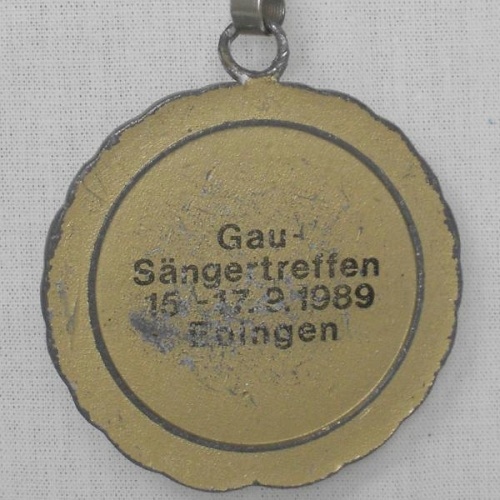 Gau-
Sängertreffen
15.-17.9.1989
Ebingen